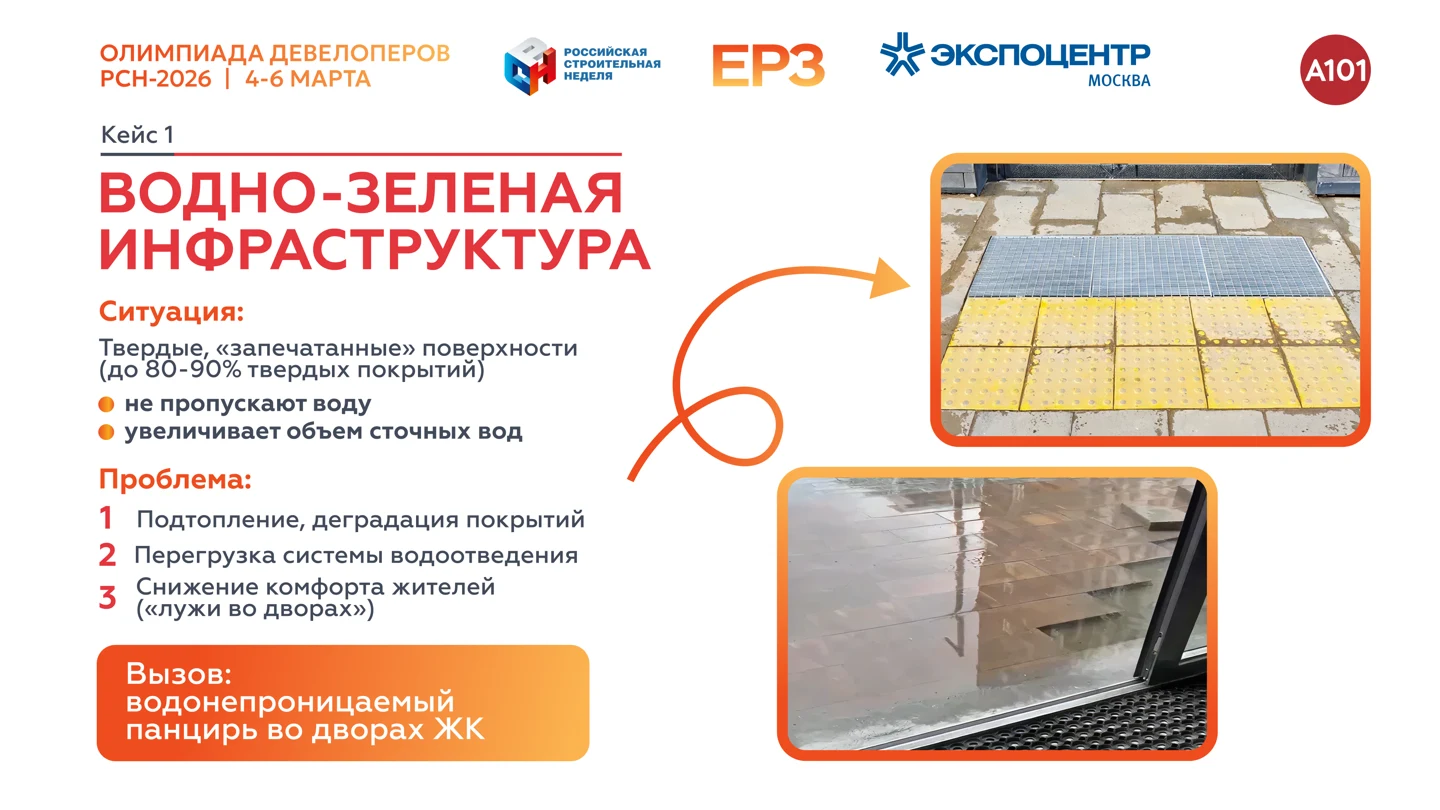 ОЛИМПИАДА ДЕВЕЛОПЕРОВ
РСН-2026 | 4-6 МАРТА
РОССИЙСКАЯ
СТРОИТЕЛЬНАЯ
НЕДЕЛЯ
ЕРЗ
ЭКСПОЦЕНТР
МОСКВА
А101
Кейс 1
ВОДНО-ЗЕЛЕНАЯ
ИНФРАСТРУКТУРА
Ситуация:
Твердые, «запечатанные» поверхности
(до 80-90% твердых покрытий)
не пропускают воду
увеличивает объем сточных вод
Проблема:
1 Подтопление, деградация покрытий
2 Перегрузка системы водоотведения
3 Снижение комфорта жителей
(«лужи во дворах»)
Вызов:
водонепроницаемый
панцирь во дворах ЖК